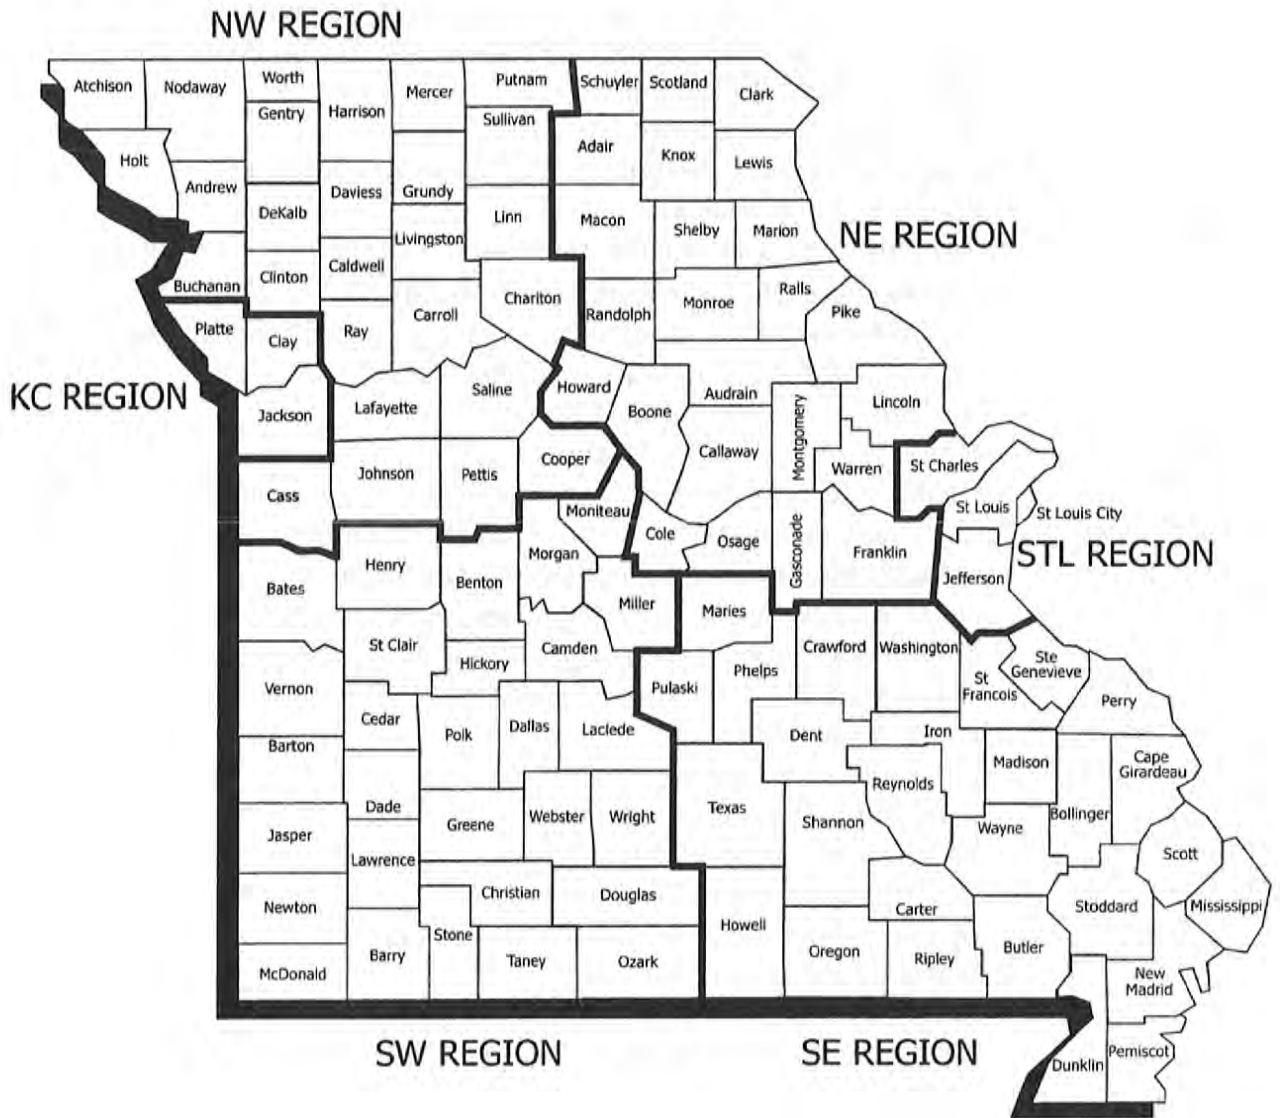 NW REGION
Atchison
Nodaway
Worth
Gentry
Harrison
Mercer
Putnam
Sullivan
Schuyler
Scotland
Clark
Holt
Andrew
DeKalb
Daviess
Grundy
Linn
Adair
Knox
Lewis
Macon
Shelby
Marion
NE REGION
Livingston
Caldwell
Clinton
Buchanan
Chariton
Carroll
Ray
Randolph
Monroe
Ralls
Pike
Platte
Clay
KC REGION
Jackson
Lafayette
Saline
Howard
Boone
Audrain
Callaway
Montgomery
Lincoln
Warren
St Charles
St Louis
St Louis City
STL REGION
Cass
Johnson
Pettis
Cooper
Moniteau
Cole
Osage
Gasconade
Franklin
Jefferson
Bates
Henry
Benton
Morgan
Miller
Maries
St Clair
Hickory
Camden
Pulaski
Phelps
Crawford
Washington
St
Francois
Ste
Genevieve
Perry
Vernon
Cedar
Polk
Dallas
Laclede
Dent
Iron
Madison
Cape
Girardeau
Barton
Dade
Greene
Webster
Wright
Texas
Shannon
Reynolds
Wayne
Bollinger
Scott
Jasper
Lawrence
Christian
Douglas
Howell
Carter
Stoddard
Mississippi
Newton
McDonald
Barry
Stone
Taney
Ozark
Oregon
Ripley
Butler
New
Madrid
Dunklin
Pemiscot
SW REGION
SE REGION